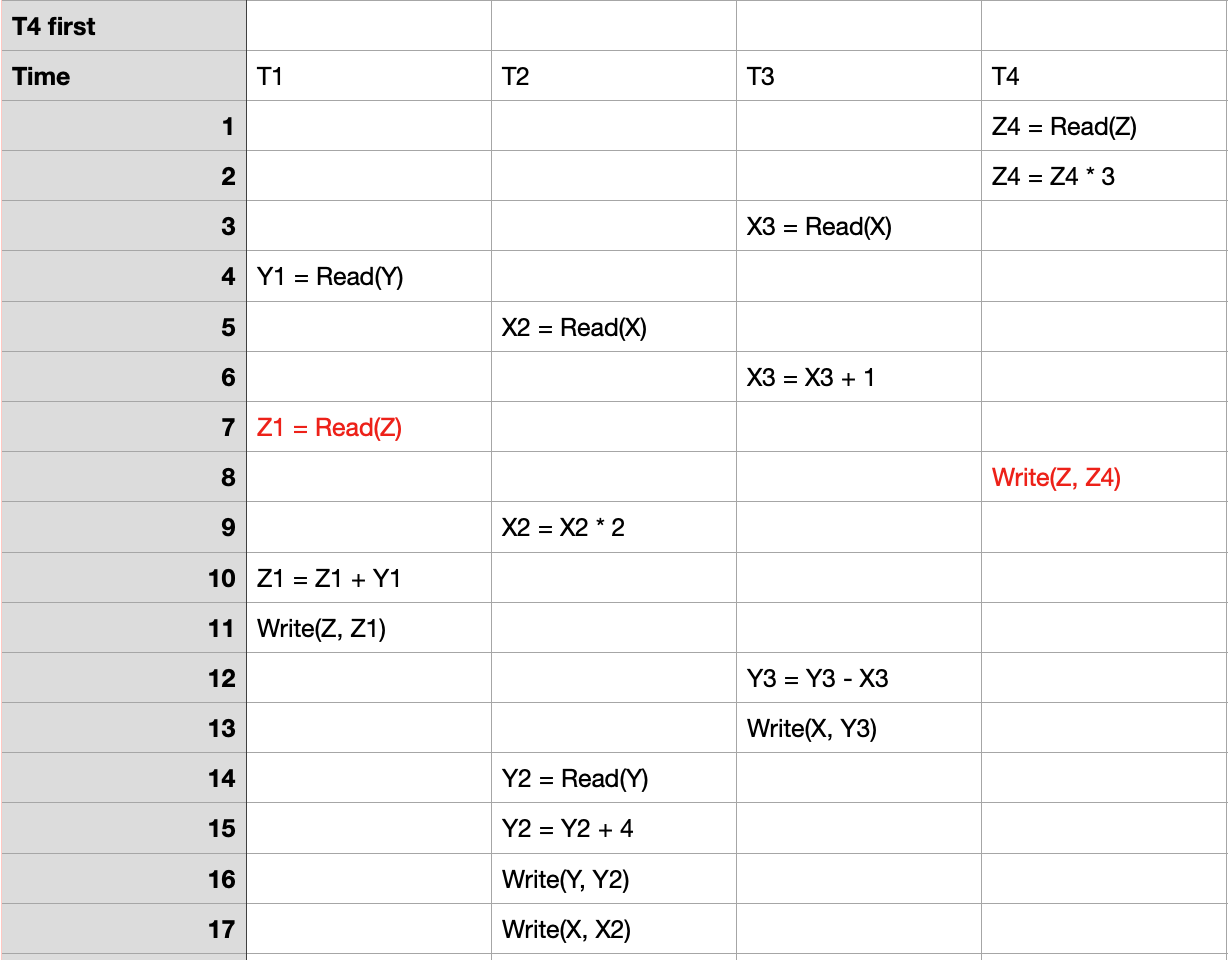 T4 first
Time T1 T2 T3 T4
1 Z4 = Read(Z)
2 Z4 = Z4 * 3
3 X3 = Read(X)
4 Y1 = Read(Y)
5 X2 = Read(X)
6 X3 = X3 + 1
7 Z1 = Read(Z)
8 Write(Z, Z4)
9 X2 = X2 * 2
10 Z1 = Z1 + Y1
11 Write(Z, Z1)
12 Y3 = Y3 - X3
13 Write(X, Y3)
14 Y2 = Read(Y)
15 Y2 = Y2 + 4
16 Write(Y, Y2)
17 Write(X, X2)